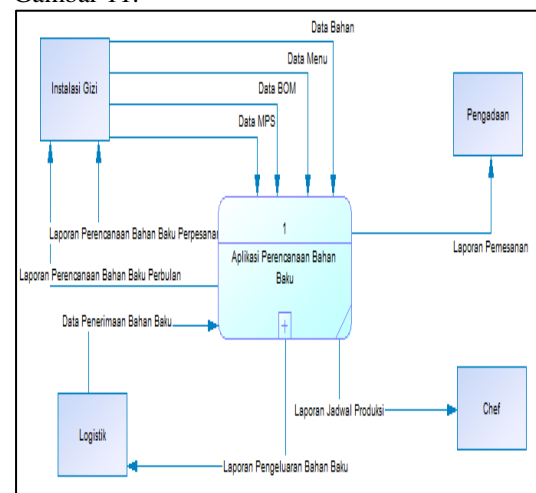 Gambar 11.
Data Bahan
Data Menu
Instalasi Gizi
Data BOM
Data MPS
Pengadaan
1
Aplikasi Perencanaan Bahan
Baku
Laporan Perencanaan Bahan Baku Perpesanan
Laporan Pemesanan
Laporan Perencanaan Bahan Baku Perbulan
Data Penerimaan Bahan Baku
Laporan Jadwal Produksi
Chef
Logistik
Laporan Pengeluaran Bahan Baku